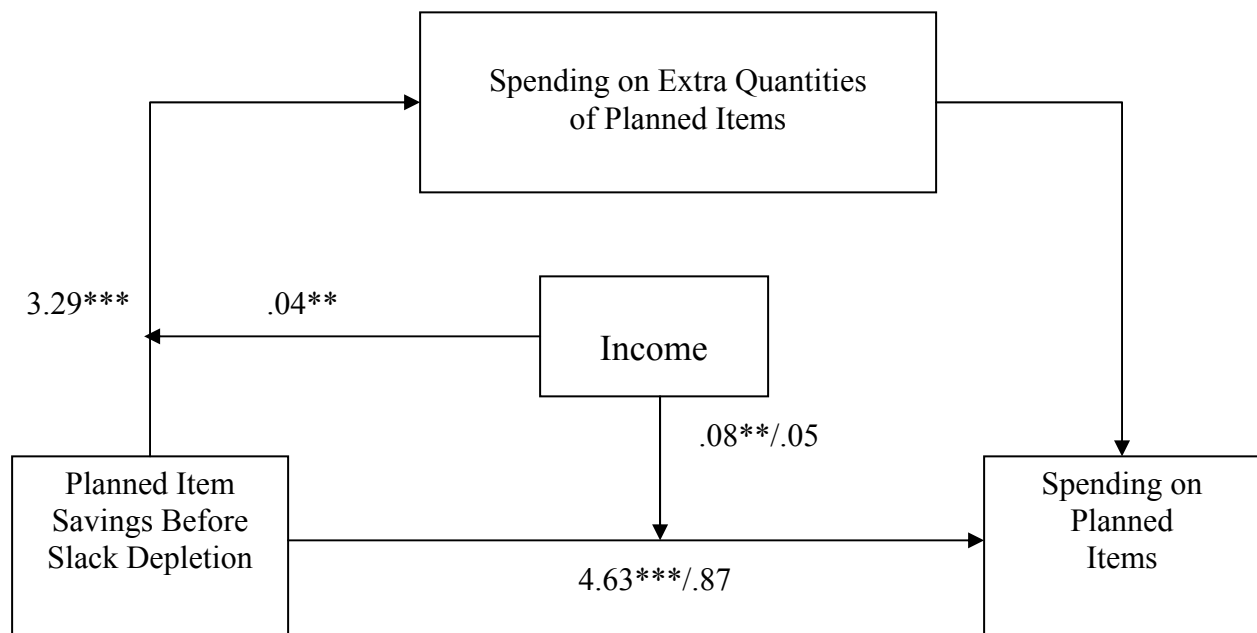 Spending on Extra Quantities
of Planned Items
3.29***
.04**
Income
.08**/.05
Planned Item
Savings Before
Slack Depletion
Spending on
Planned
Items
4.63***/.87